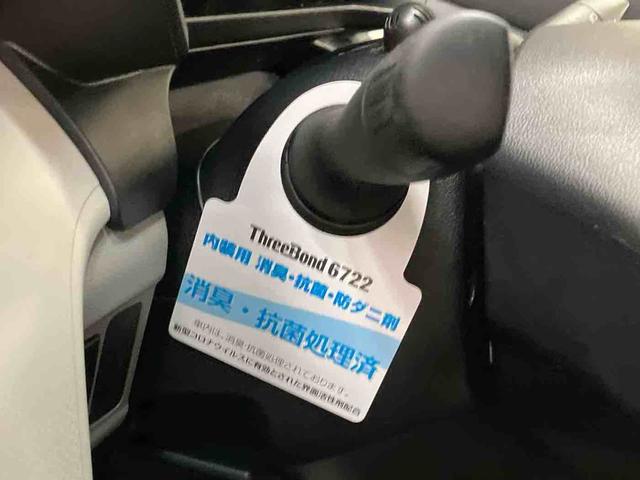 ThreeBond 6722
内装用 消臭・抗菌・防ダニ剤
消臭・抗菌処理済
車内は、消臭・抗菌処理されております。
新型コロナウイルスに有効とされた界面活性剤配合